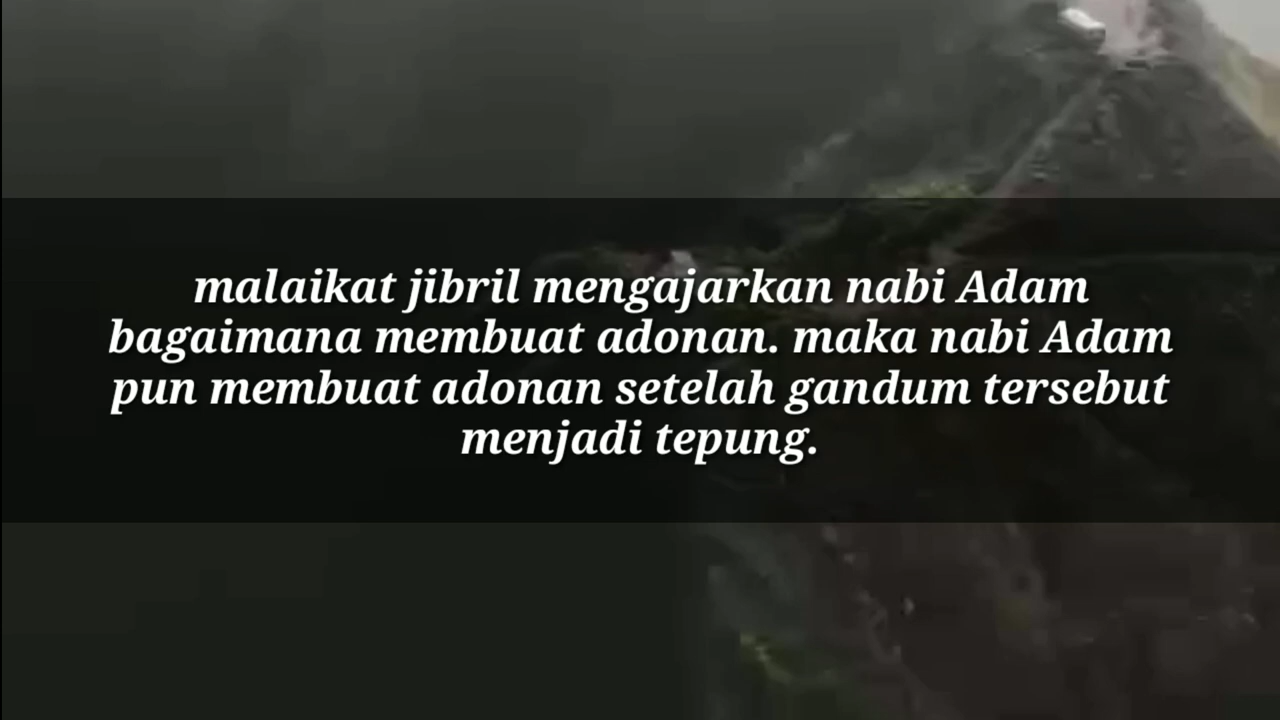 malaikat jibril mengajarkan nabi Adam
bagaimana membuat adonan. maka nabi Adam
pun membuat adonan setelah gandum tersebut
menjadi tepung.